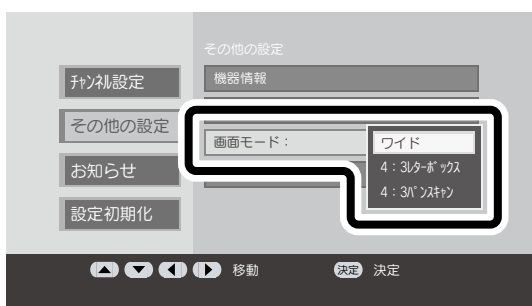 その他の設定
チャンネル設定
機器情報
その他の設定
画面モード：
ワイド
4：3レターボックス
4：3パンスキャン
お知らせ
設定初期化
移動
決定 決定